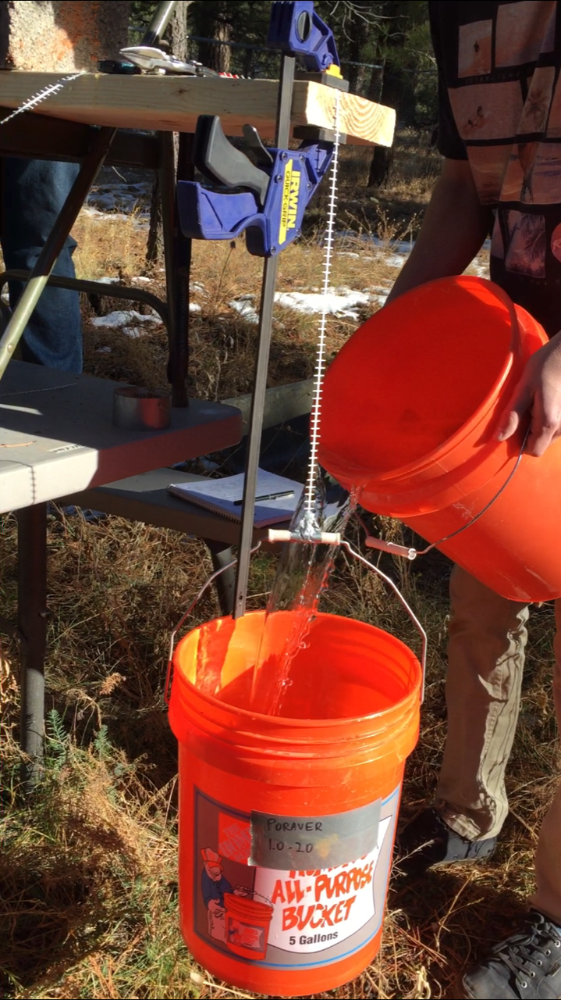 IRWIN
QUICK-GRIP
PORAVER
1.0-2.0
ALL-PURPOSE
BUCKET
5 Gallons